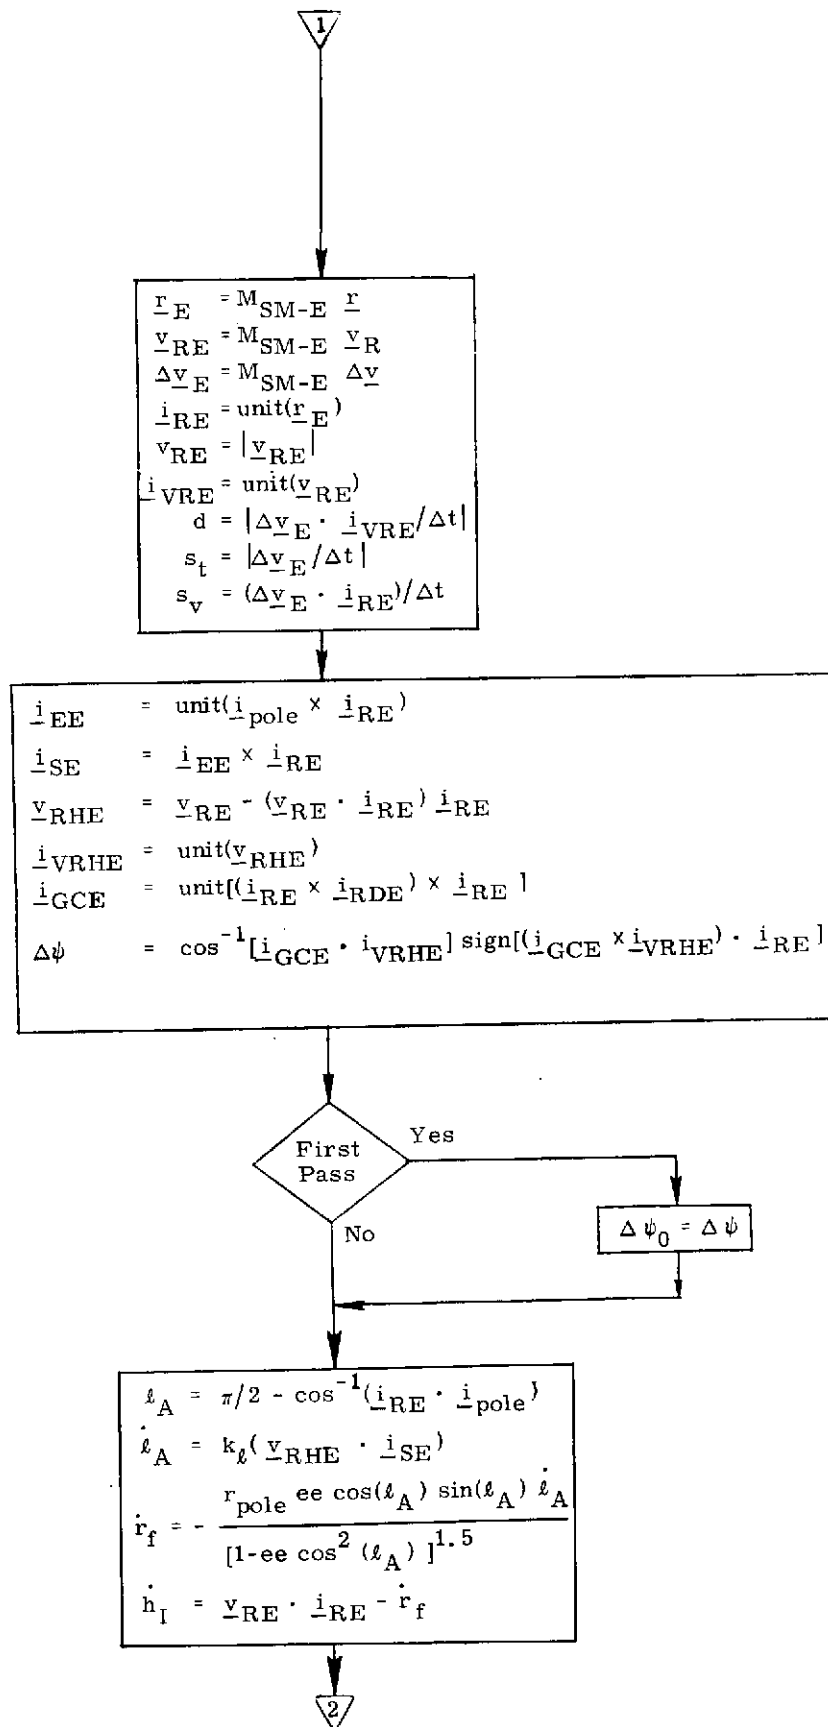 1
r_E = M_SM-E r
v_RE = M_SM-E v_R
Δv_E = M_SM-E Δv
i_RE = unit(r_E)
v_RE = |v_RE|
i_VRE = unit(v_RE)
d = |Δv_E · i_VRE/Δt|
s_t = |Δv_E/Δt|
s_v = (Δv_E · i_RE)/Δt
i_EE = unit(i_pole × i_RE)
i_SE = i_EE × i_RE
v_RHE = v_RE - (v_RE · i_RE) i_RE
i_VRHE = unit(v_RHE)
i_GCE = unit[(i_RE × i_RDE) × i_RE]
Δψ = cos^-1[i_GCE · i_VRHE] sign[(i_GCE × i_VRHE) · i_RE]
First
Pass
Yes
No
Δψ_0 = Δψ
ℓ_A = π/2 - cos^-1(i_RE · i_pole)
ℓ̇_A = k_ℓ(v_RHE · i_SE)
ṙ_f = - r_pole ee cos(ℓ_A) sin(ℓ_A) ℓ̇_A
[1-ee cos^2 (ℓ_A)]^1.5
ḣ_I = v_RE · i_RE - ṙ_f
2